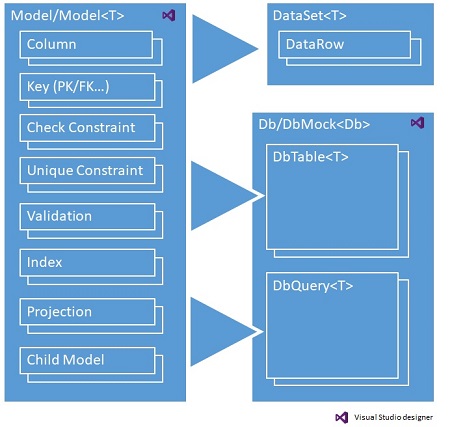 Model/Model<T>
Column
Key (PK/FK...)
Check Constraint
Unique Constraint
Validation
Index
Projection
Child Model
DataSet<T>
DataRow
Db/DbMock<Db>
DbTable<T>
DbQuery<T>
Visual Studio designer